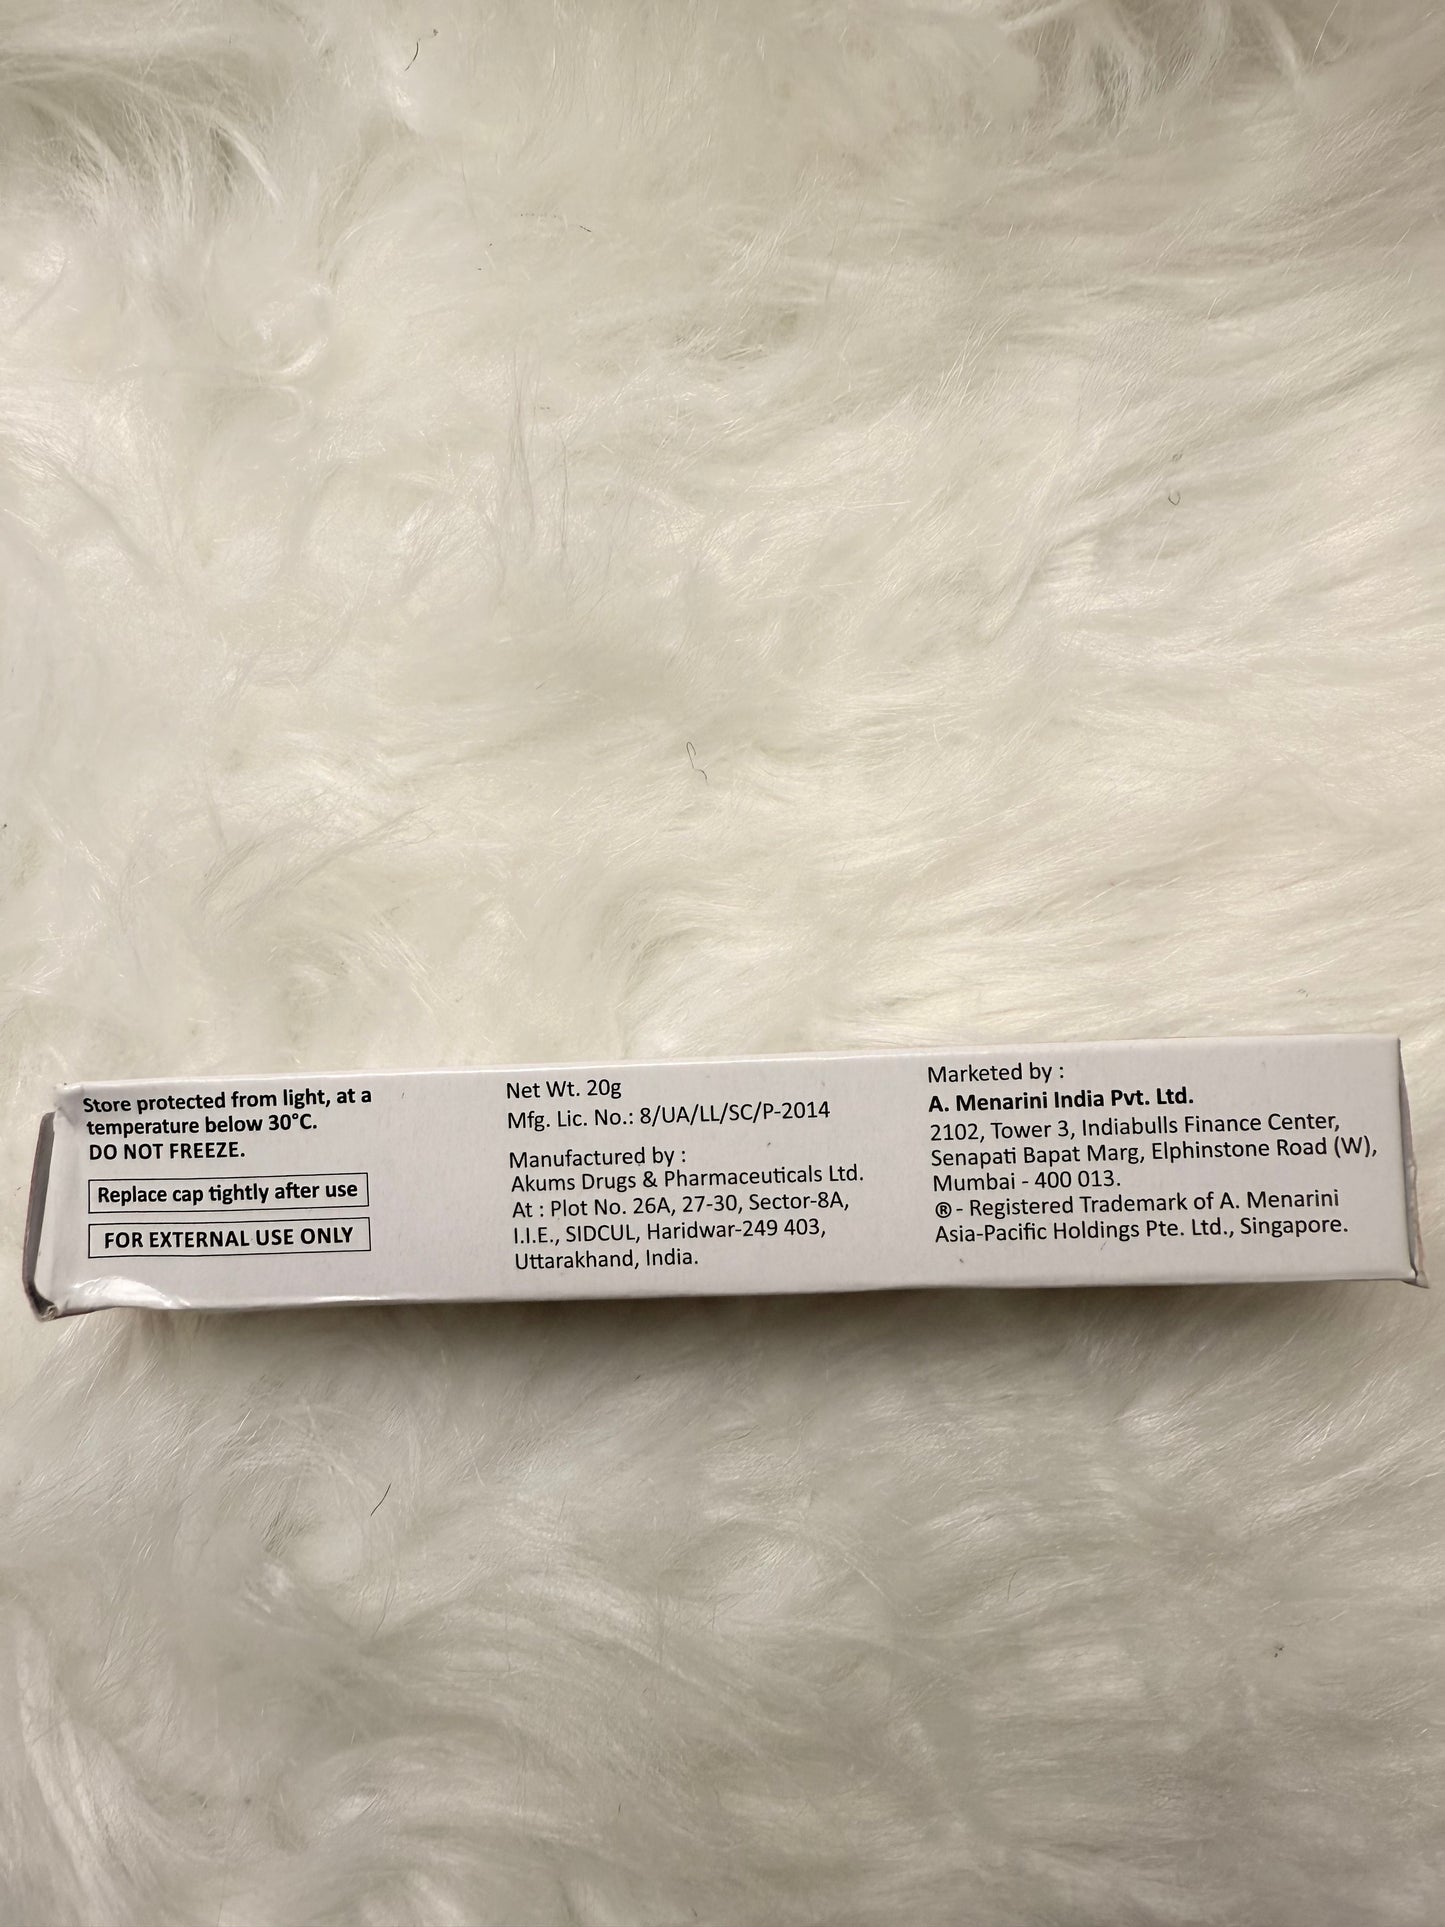 Store protected from light, at a
temperature below 30°C.
DO NOT FREEZE.
Replace cap tightly after use
FOR EXTERNAL USE ONLY
Net Wt. 20g
Mfg. Lic. No.: 8/UA/LL/SC/P-2014
Manufactured by :
Akums Drugs & Pharmaceuticals Ltd.
At : Plot No. 26A, 27-30, Sector-8A,
I.I.E., SIDCUL, Haridwar-249 403,
Uttarakhand, India.
Marketed by :
A. Menarini India Pvt. Ltd.
2102, Tower 3, Indiabulls Finance Center,
Senapati Bapat Marg, Elphinstone Road (W),
Mumbai - 400 013.
® - Registered Trademark of A. Menarini
Asia-Pacific Holdings Pte. Ltd., Singapore.